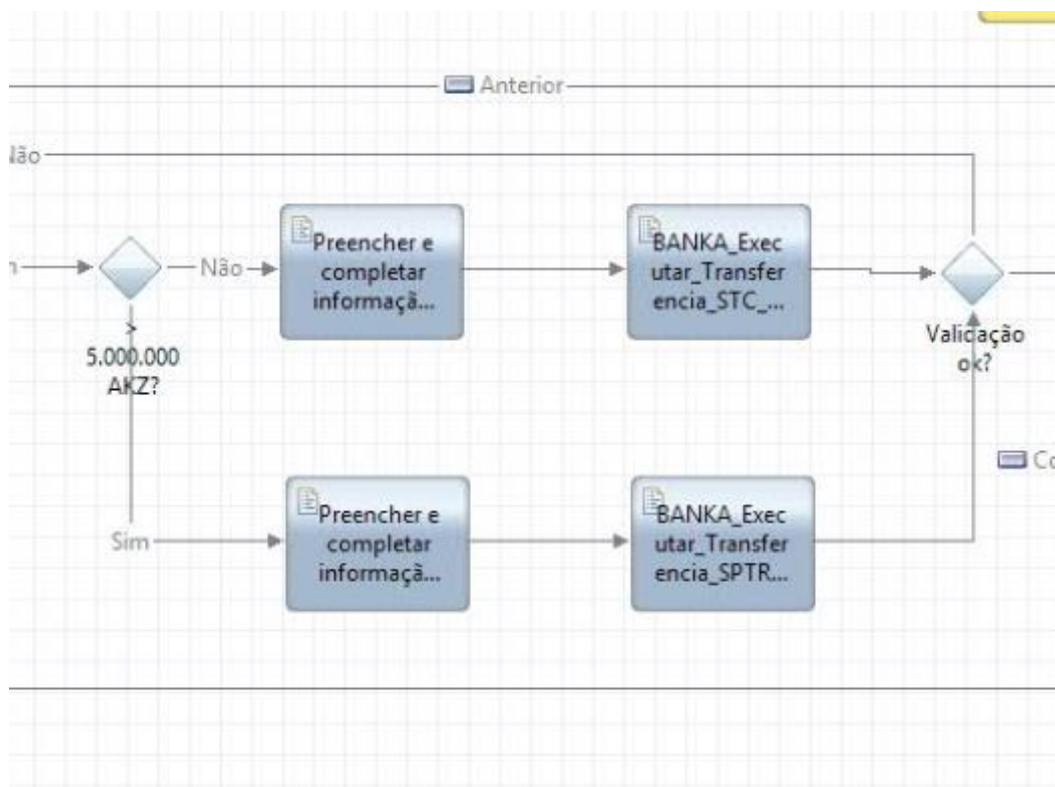 Anterior
Não
Preencher e
completar
informaçã...
BANKA_Exec
utar_Transfer
encia_STC_...
>
5.000.000
AKZ?
Validação
ok?
Sim
Preencher e
completar
informaçã...
BANKA_Exec
utar_Transfer
encia_SPTR...